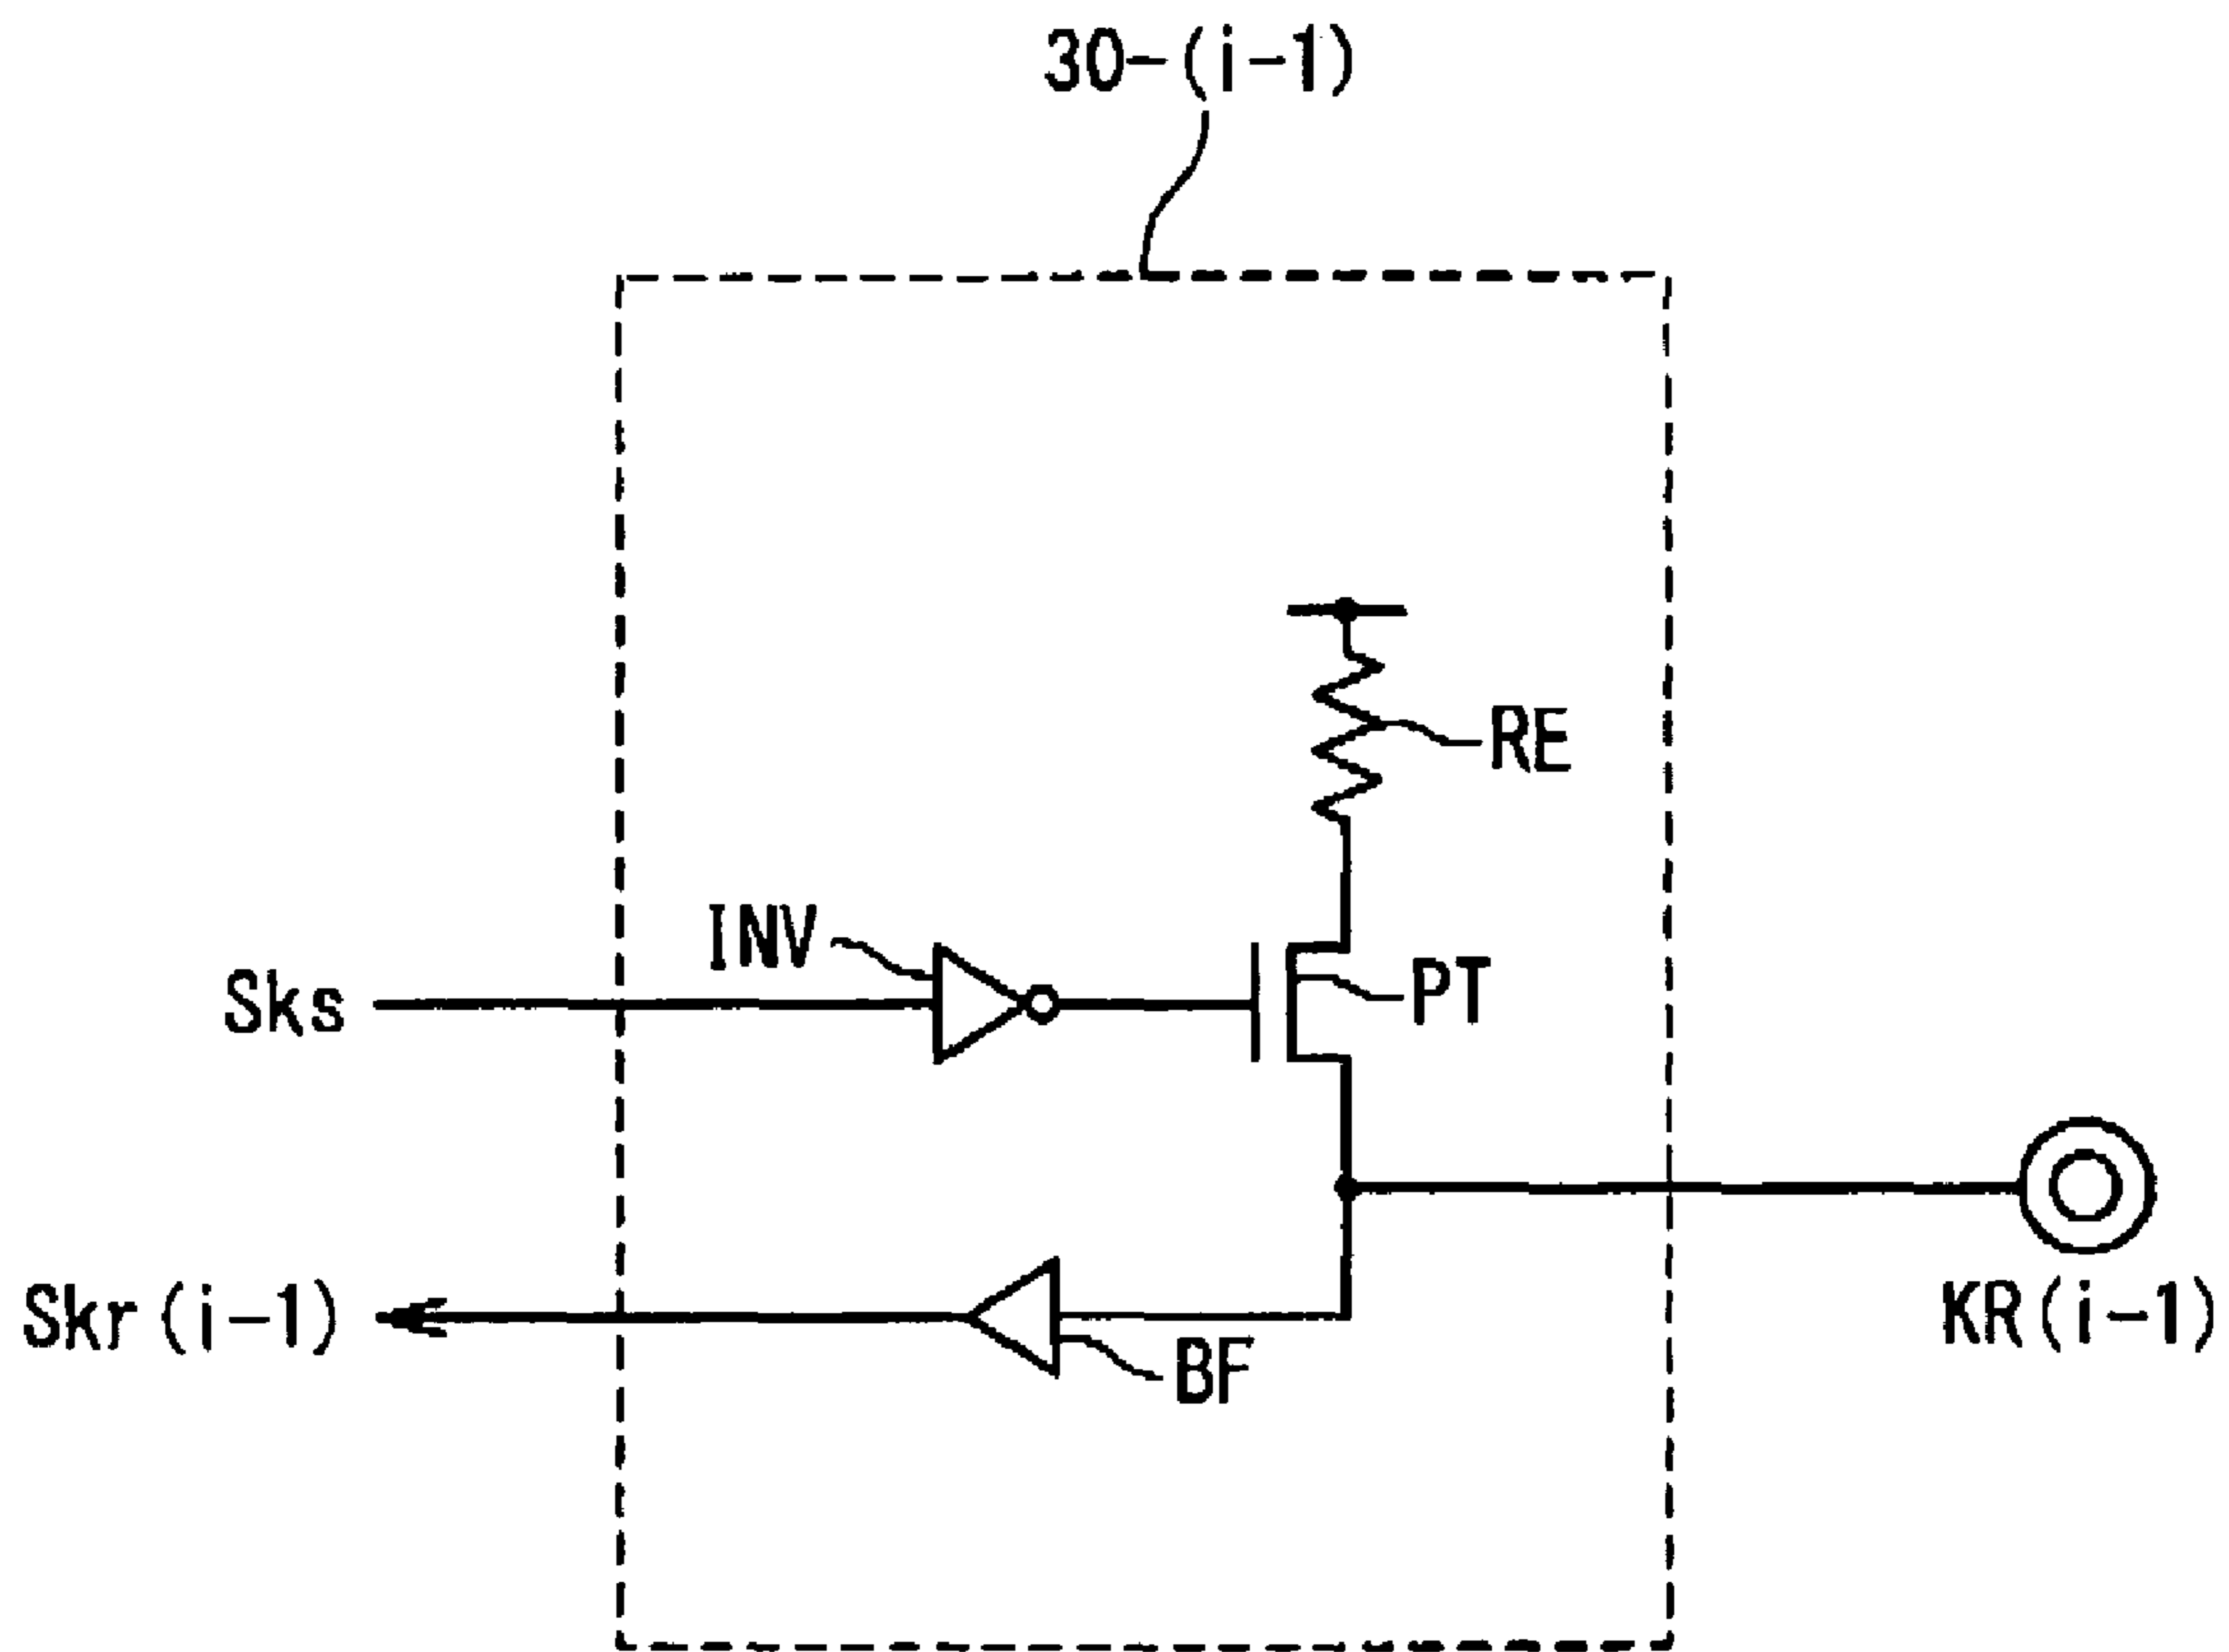 30-(i-1)
RE
INV
PT
Sks
Skr(i-1)
BF
KR(i-1)